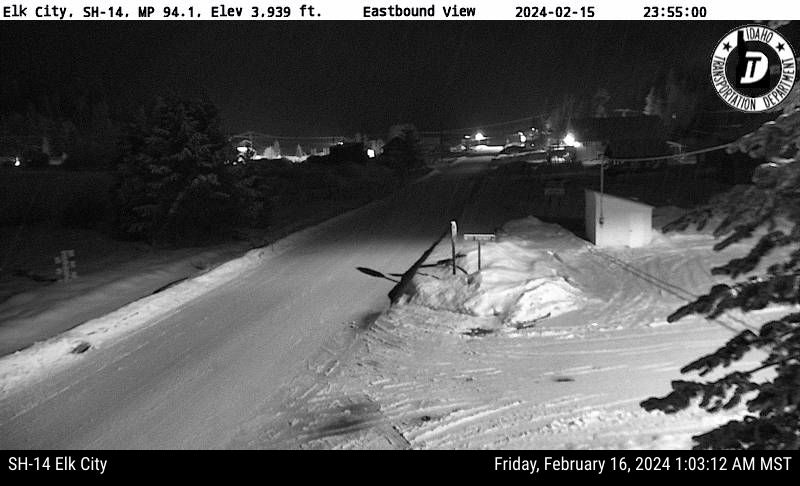 Elk City, SH-14, MP 94.1, Elev 3,939 ft. Eastbound View 2024-02-15 23:55:00
IDAHO
TRANSPORTATION DEPARTMENT
SH-14 Elk City Friday, February 16, 2024 1:03:12 AM MST